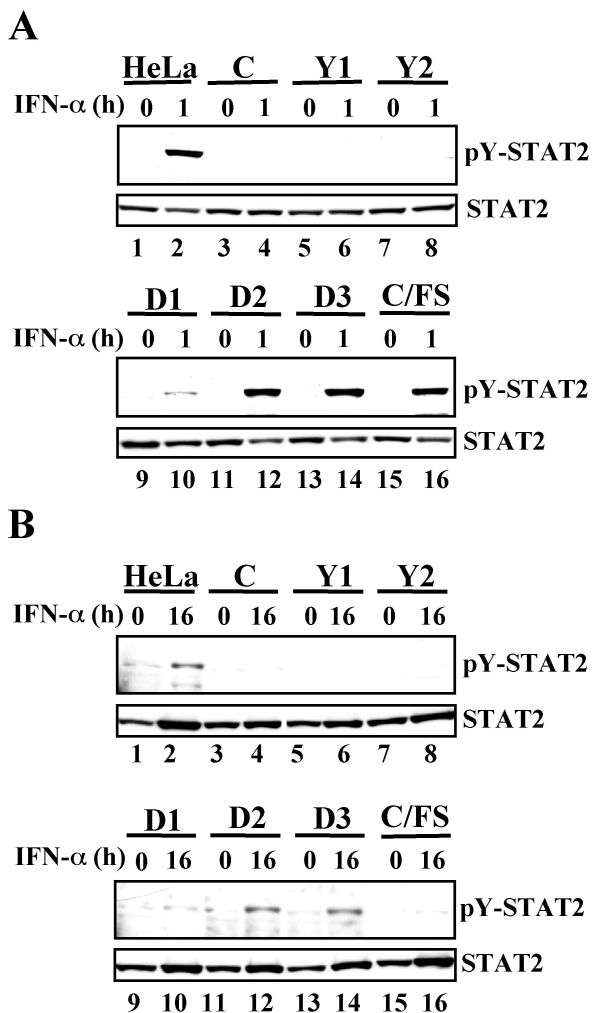 A
HeLa C Y1 Y2
IFN-α (h) 0 1 0 1 0 1 0 1
pY-STAT2
STAT2
1 2 3 4 5 6 7 8
D1 D2 D3 C/FS
IFN-α (h) 0 1 0 1 0 1 0 1
pY-STAT2
STAT2
9 10 11 12 13 14 15 16
B
HeLa C Y1 Y2
IFN-α (h) 0 16 0 16 0 16 0 16
pY-STAT2
STAT2
1 2 3 4 5 6 7 8
D1 D2 D3 C/FS
IFN-α (h) 0 16 0 16 0 16 0 16
pY-STAT2
STAT2
9 10 11 12 13 14 15 16